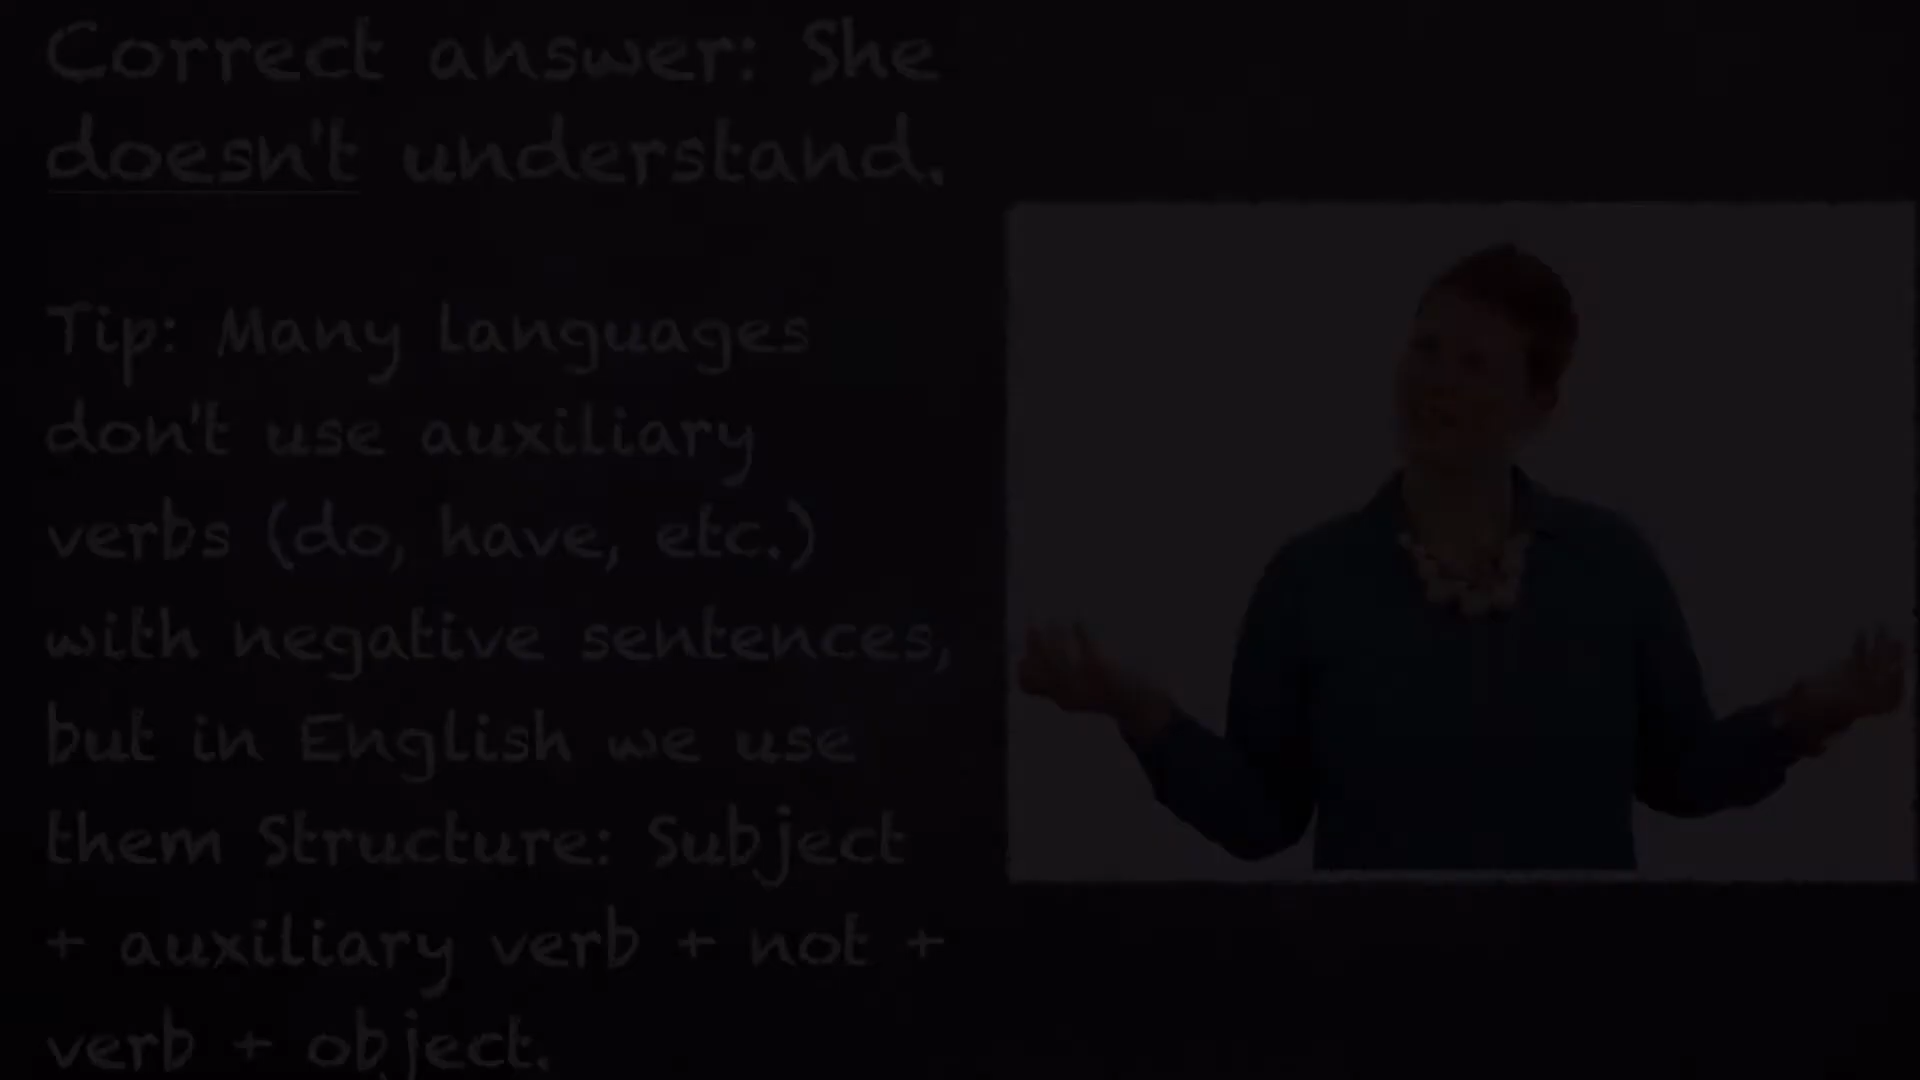 Correct answer: She
doesn't understand.
Tip: Many languages
don't use auxiliary
verbs (do, have, etc.)
with negative sentences,
but in English we use
them Structure: Subject
+ auxiliary verb + not +
verb + object.